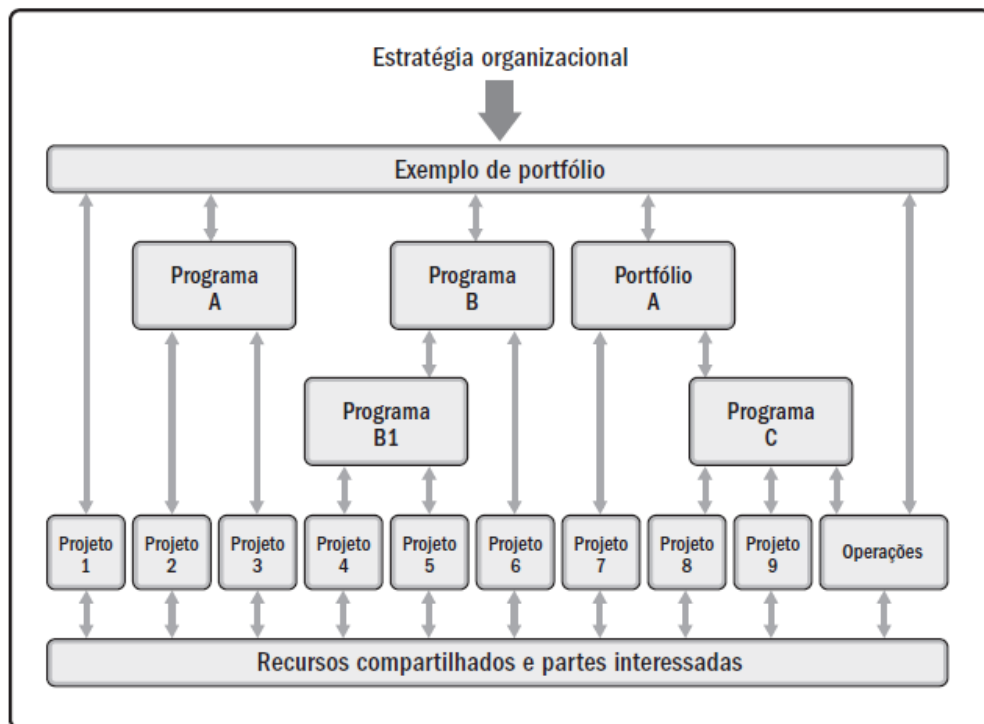 Estratégia organizacional
Exemplo de portfólio
Programa
A
Programa
B
Portfólio
A
Programa
B1
Programa
C
Projeto
1
Projeto
2
Projeto
3
Projeto
4
Projeto
5
Projeto
6
Projeto
7
Projeto
8
Projeto
9
Operações
Recursos compartilhados e partes interessadas